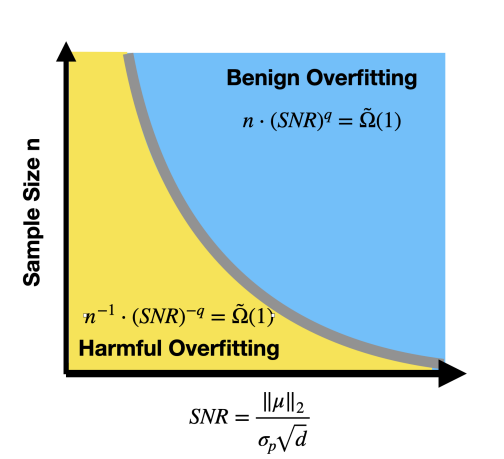 Benign Overfitting
n · (SNR)^q = Ω̃(1)
Sample Size n
n⁻¹ · (SNR)^−q = Ω̃(1)
Harmful Overfitting
SNR = ‖μ‖₂ / σ_p√d